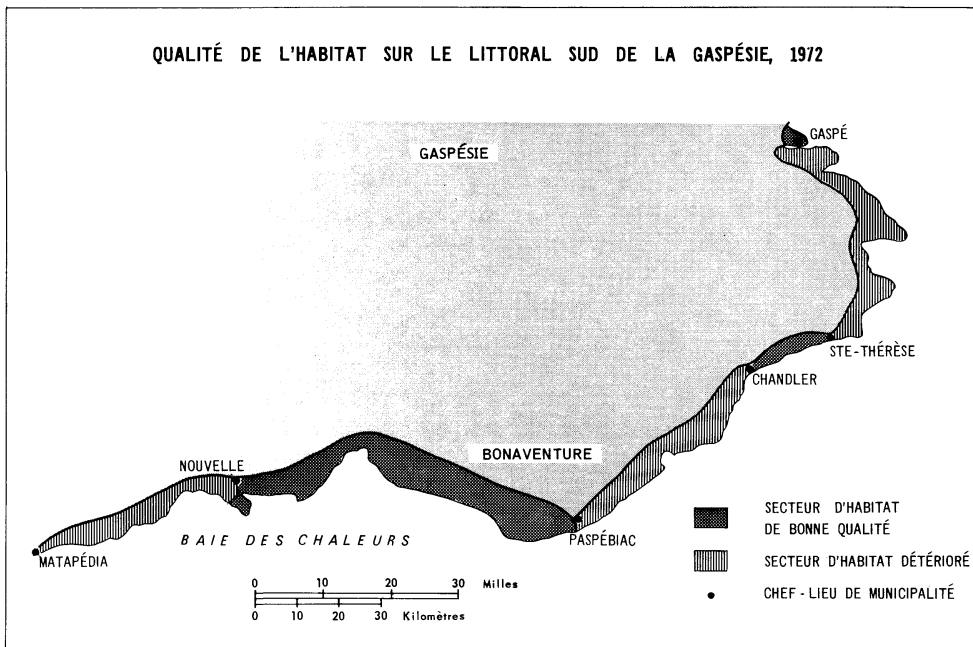 QUALITÉ DE L'HABITAT SUR LE LITTORAL SUD DE LA GASPÉSIE, 1972
GASPÉ
GASPÉSIE
STE-THÉRÈSE
CHANDLER
BONAVENTURE
NOUVELLE
PASPÉBIAC
BAIE DES CHALEURS
MATAPÉDIA
SECTEUR D'HABITAT
DE BONNE QUALITÉ
SECTEUR D'HABITAT DÉTÉRIORÉ
CHEF-LIEU DE MUNICIPALITÉ
0 10 20 30 Milles
0 10 20 30 Kilomètres